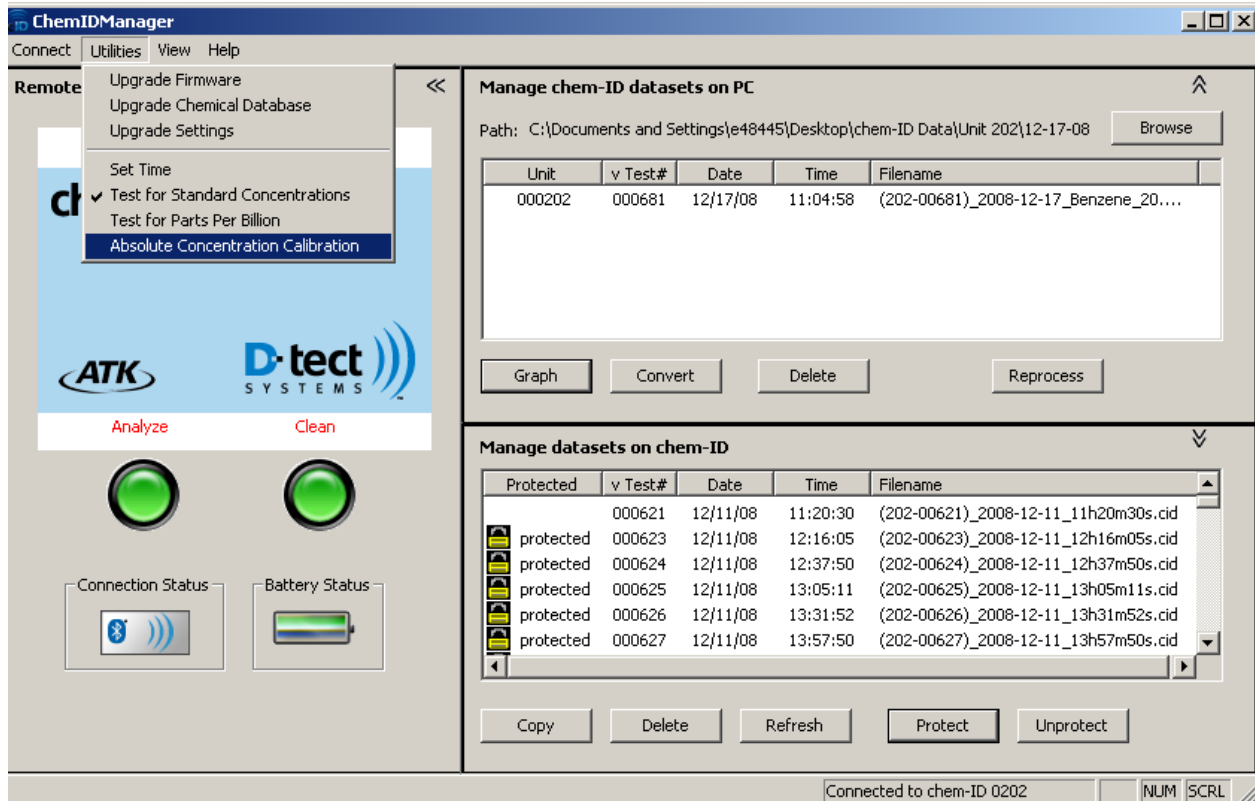 ChemIDManager
Connect Utilities View Help
Remote
Upgrade Firmware
Upgrade Chemical Database
Upgrade Settings
Set Time
Test for Standard Concentrations
Test for Parts Per Billion
Absolute Concentration Calibration
ATK
D-tect
SYSTEMS
Analyze Clean
Connection Status Battery Status
Manage chem-ID datasets on PC
Path: C:\Documents and Settings\e48445\Desktop\chem-ID Data\Unit 202\12-17-08 Browse
Unit v Test# Date Time Filename
000202 000681 12/17/08 11:04:58 (202-00681)_2008-12-17_Benzene_20....
Graph Convert Delete Reprocess
Manage datasets on chem-ID
Protected v Test# Date Time Filename
000621 12/11/08 11:20:30 (202-00621)_2008-12-11_11h20m30s.cid
protected 000623 12/11/08 12:16:05 (202-00623)_2008-12-11_12h16m05s.cid
protected 000624 12/11/08 12:37:50 (202-00624)_2008-12-11_12h37m50s.cid
protected 000625 12/11/08 13:05:11 (202-00625)_2008-12-11_13h05m11s.cid
protected 000626 12/11/08 13:31:52 (202-00626)_2008-12-11_13h31m52s.cid
protected 000627 12/11/08 13:57:50 (202-00627)_2008-12-11_13h57m50s.cid
Copy Delete Refresh Protect Unprotect
Connected to chem-ID 0202 NUM SCRL